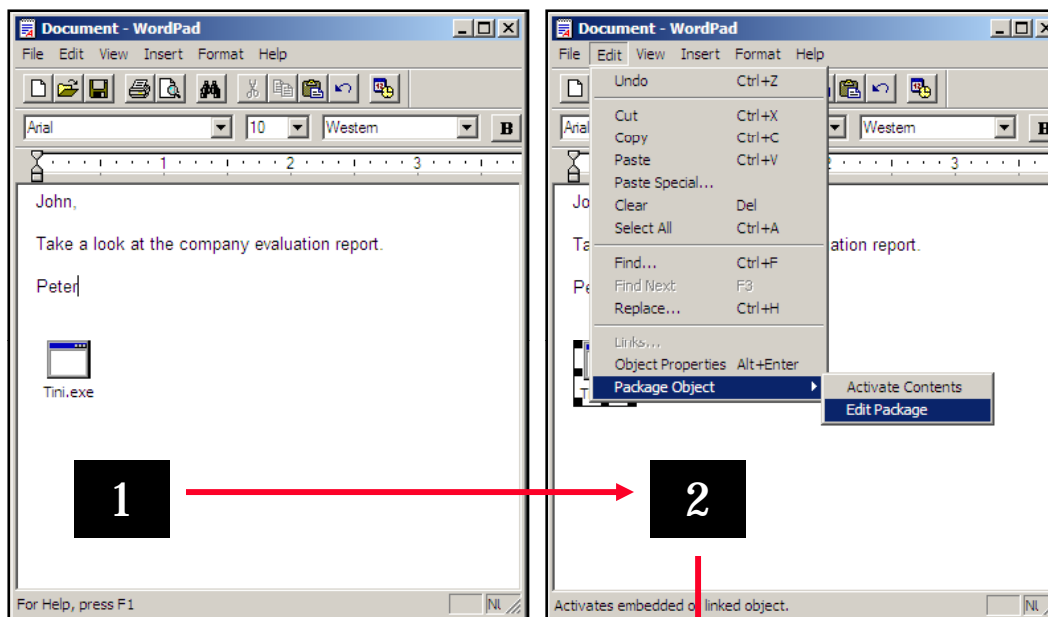 Document - WordPad
File Edit View Insert Format Help
Arial 10 Western B
1 2 3
John,
Take a look at the company evaluation report.
Peter
Tini.exe
1
For Help, press F1
Document - WordPad
File Edit View Insert Format Help
Arial Western B
3
Undo Ctrl+Z
Cut Ctrl+X
Copy Ctrl+C
Paste Ctrl+V
Paste Special...
Clear Del
Select All Ctrl+A
Find... Ctrl+F
Find Next F3
Replace... Ctrl+H
Links...
Object Properties Alt+Enter
Package Object
Activate Contents
Edit Package
Jo
Ta ation report.
Pe
T
2
Activates embedded or linked object.